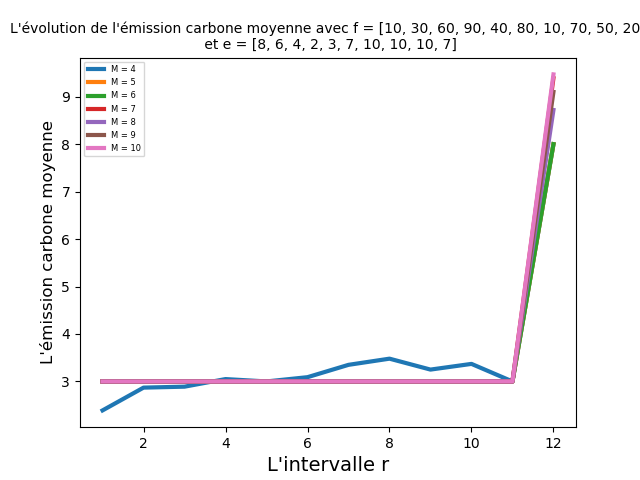 L'évolution de l'émission carbone moyenne avec f = [10, 30, 60, 90, 40, 80, 10, 70, 50, 20
et e = [8, 6, 4, 2, 3, 7, 10, 10, 10, 7]
M = 4
M = 5
M = 6
M = 7
M = 8
M = 9
M = 10
L'émission carbone moyenne
9
8
7
6
5
4
3
2 4 6 8 10 12
L'intervalle r